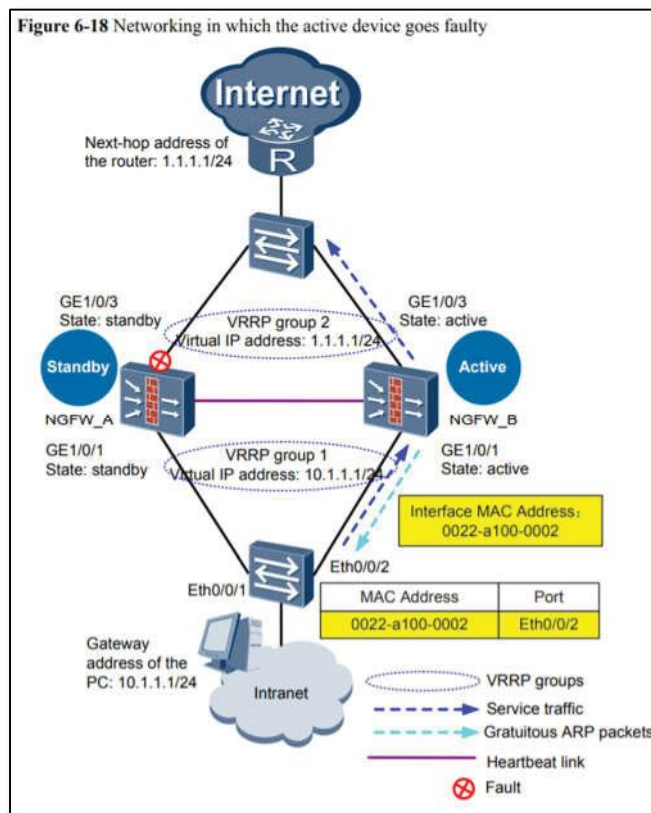 Figure 6-18 Networking in which the active device goes faulty
Internet
R
Next-hop address of
the router: 1.1.1.1/24
GE1/0/3
State: standby
VRRP group 2
Virtual IP address: 1.1.1.1/24
GE1/0/3
State: active
Standby
Active
NGFW_A
NGFW_B
GE1/0/1
State: standby
VRRP group 1
Virtual IP address: 10.1.1.1/24
GE1/0/1
State: active
Interface MAC Address:
0022-a100-0002
Eth0/0/1
Eth0/0/2
MAC Address Port
0022-a100-0002 Eth0/0/2
Gateway
address of the
PC: 10.1.1.1/24
Intranet
VRRP groups
Service traffic
Gratuitous ARP packets
Heartbeat link
Fault